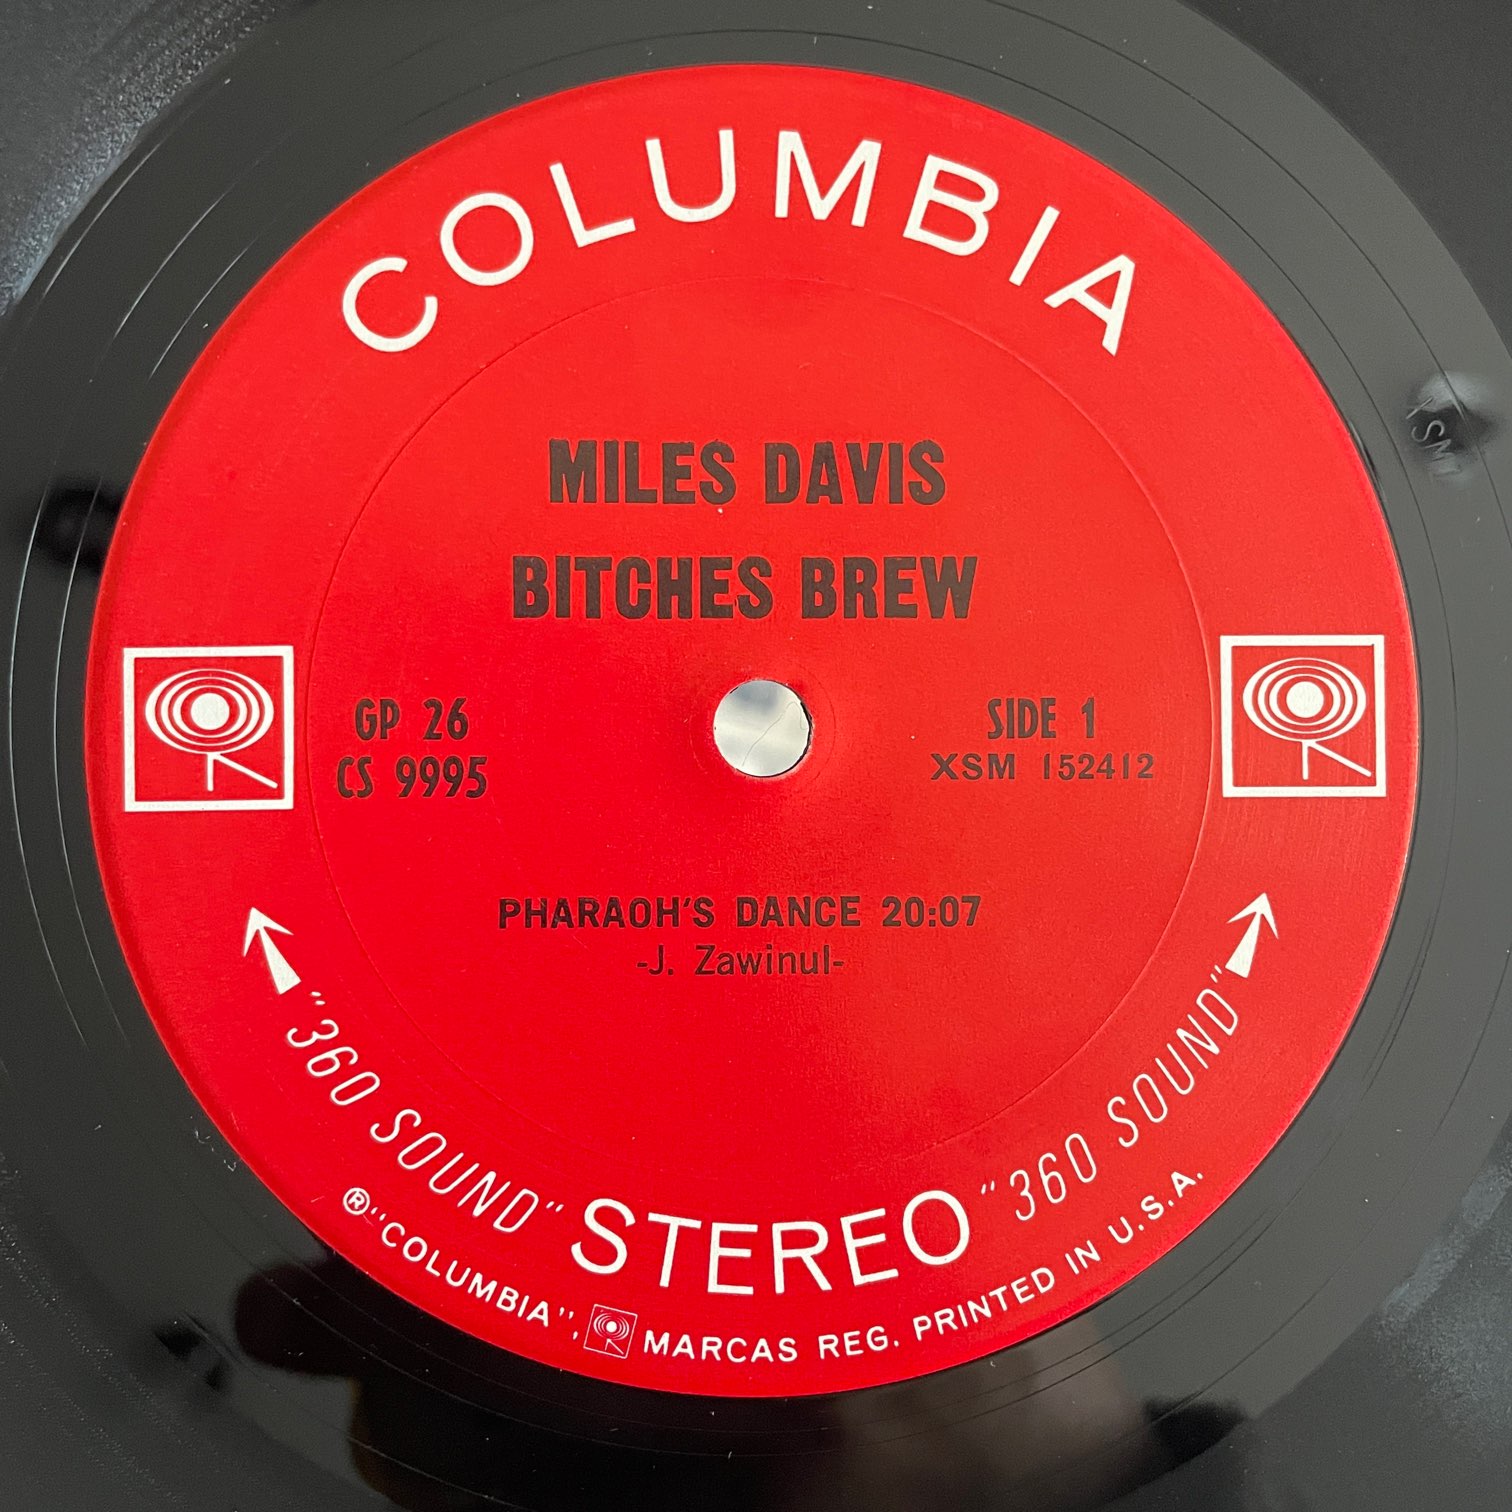 COLUMBIA
MILES DAVIS
BITCHES BREW
GP 26
CS 9995
SIDE 1
XSM 152412
PHARAOH'S DANCE 20:07
-J. Zawinul-
"360 SOUND" STEREO "360 SOUND"
®"COLUMBIA", MARCAS REG. PRINTED IN U.S.A.